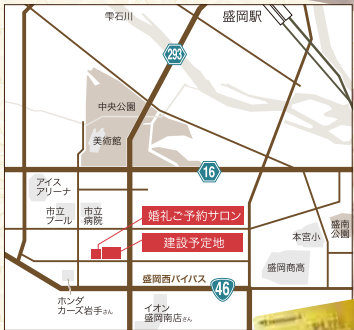 雫石川
盛岡駅
293
中央公園
美術館
16
アイス
アリーナ
市立
プール
市立
病院
婚礼ご予約サロン
建設予定地
本宮小
盛南
公園
盛岡商高
盛岡西バイパス
46
ホンダ
カーズ岩手さん
イオン
盛岡南店さん